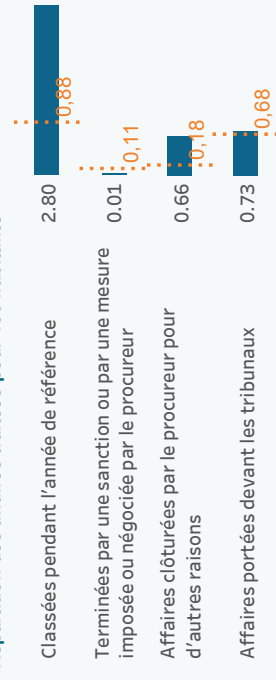 Classées pendant l'année de référence
2.80
0,88
Terminées par une sanction ou par une mesure
imposée ou négociée par le procureur
0.01
0,11
Affaires clôturées par le procureur pour
d'autres raisons
0.66
0,18
Affaires portées devant les tribunaux
0.73
0,68